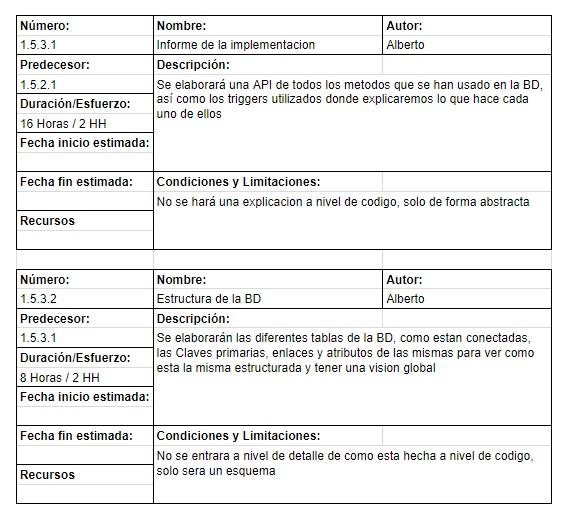 Número: Nombre: Autor:
1.5.3.1 Informe de la implementacion Alberto
Predecesor: Descripción:
1.5.2.1 Se elaborará una API de todos los metodos que se han usado en la BD,
Duración/Esfuerzo: así como los triggers utilizados donde explicaremos lo que hace cada
16 Horas / 2 HH uno de ellos
Fecha inicio estimada:
Fecha fin estimada: Condiciones y Limitaciones:
No se hará una explicacion a nivel de codigo, solo de forma abstracta
Recursos
Número: Nombre: Autor:
1.5.3.2 Estructura de la BD Alberto
Predecesor: Descripción:
1.5.3.1 Se elaborarán las diferentes tablas de la BD, como estan conectadas,
Duración/Esfuerzo: las Claves primarias, enlaces y atributos de las mismas para ver como
8 Horas / 2 HH esta la misma estructurada y tener una vision global
Fecha inicio estimada:
Fecha fin estimada: Condiciones y Limitaciones:
No se entrara a nivel de detalle de como esta hecha a nivel de codigo,
Recursos solo sera un esquema